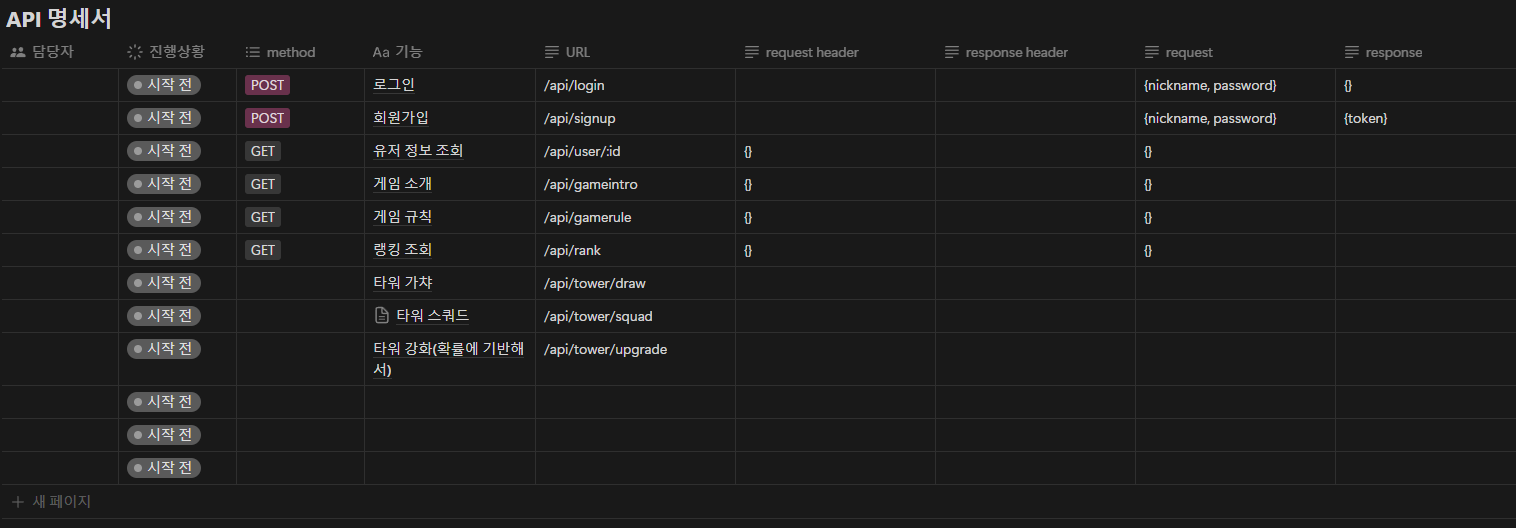 API 명세서
담당자 진행상황 method Aa 기능 URL request header response header request response
시작 전 POST 로그인 /api/login {nickname, password} {}
시작 전 POST 회원가입 /api/signup {nickname, password} {token}
시작 전 GET 유저 정보 조회 /api/user/:id {} {}
시작 전 GET 게임 소개 /api/gameintro {} {}
시작 전 GET 게임 규칙 /api/gamerule {} {}
시작 전 GET 랭킹 조회 /api/rank {} {}
시작 전 타워 가챠 /api/tower/draw
시작 전 타워 스쿼드 /api/tower/squad
시작 전 타워 강화(확률에 기반해 /api/tower/upgrade
서)
시작 전
시작 전
시작 전
+ 새 페이지